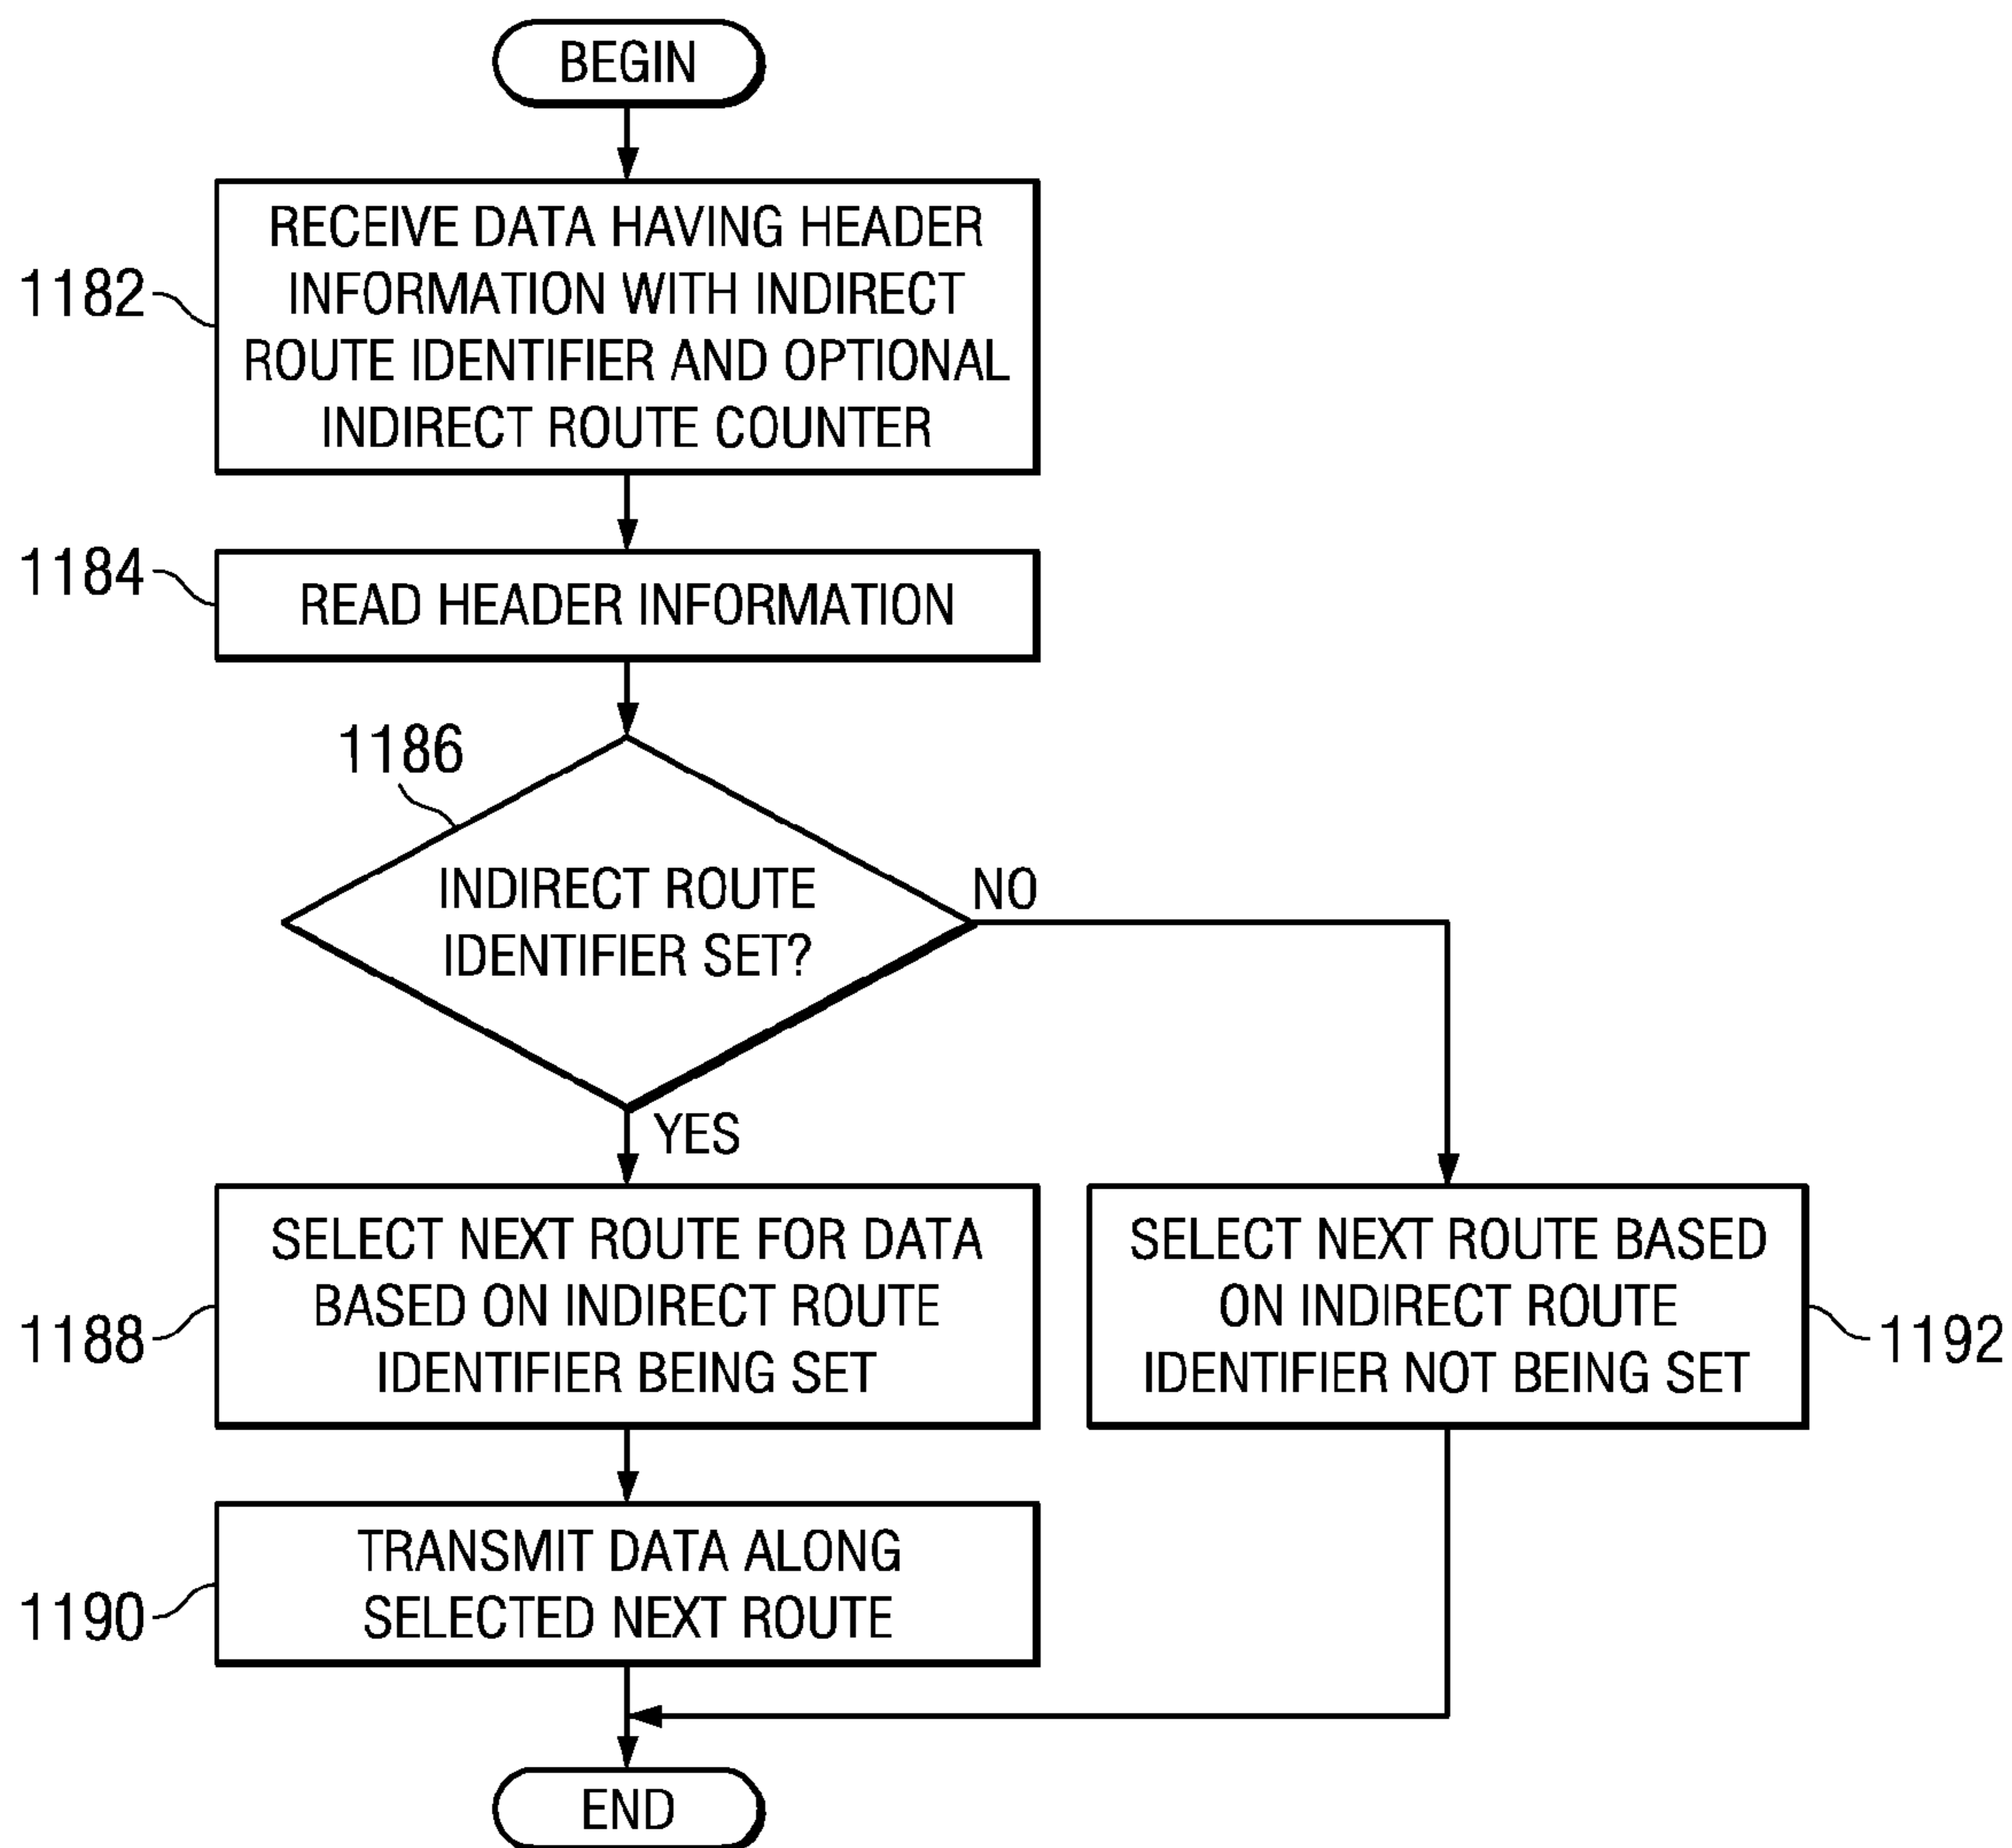 BEGIN
1182
RECEIVE DATA HAVING HEADER
INFORMATION WITH INDIRECT
ROUTE IDENTIFIER AND OPTIONAL
INDIRECT ROUTE COUNTER
1184
READ HEADER INFORMATION
1186
INDIRECT ROUTE
IDENTIFIER SET?
NO
YES
1188
SELECT NEXT ROUTE FOR DATA
BASED ON INDIRECT ROUTE
IDENTIFIER BEING SET
SELECT NEXT ROUTE BASED
ON INDIRECT ROUTE
IDENTIFIER NOT BEING SET
1192
1190
TRANSMIT DATA ALONG
SELECTED NEXT ROUTE
END